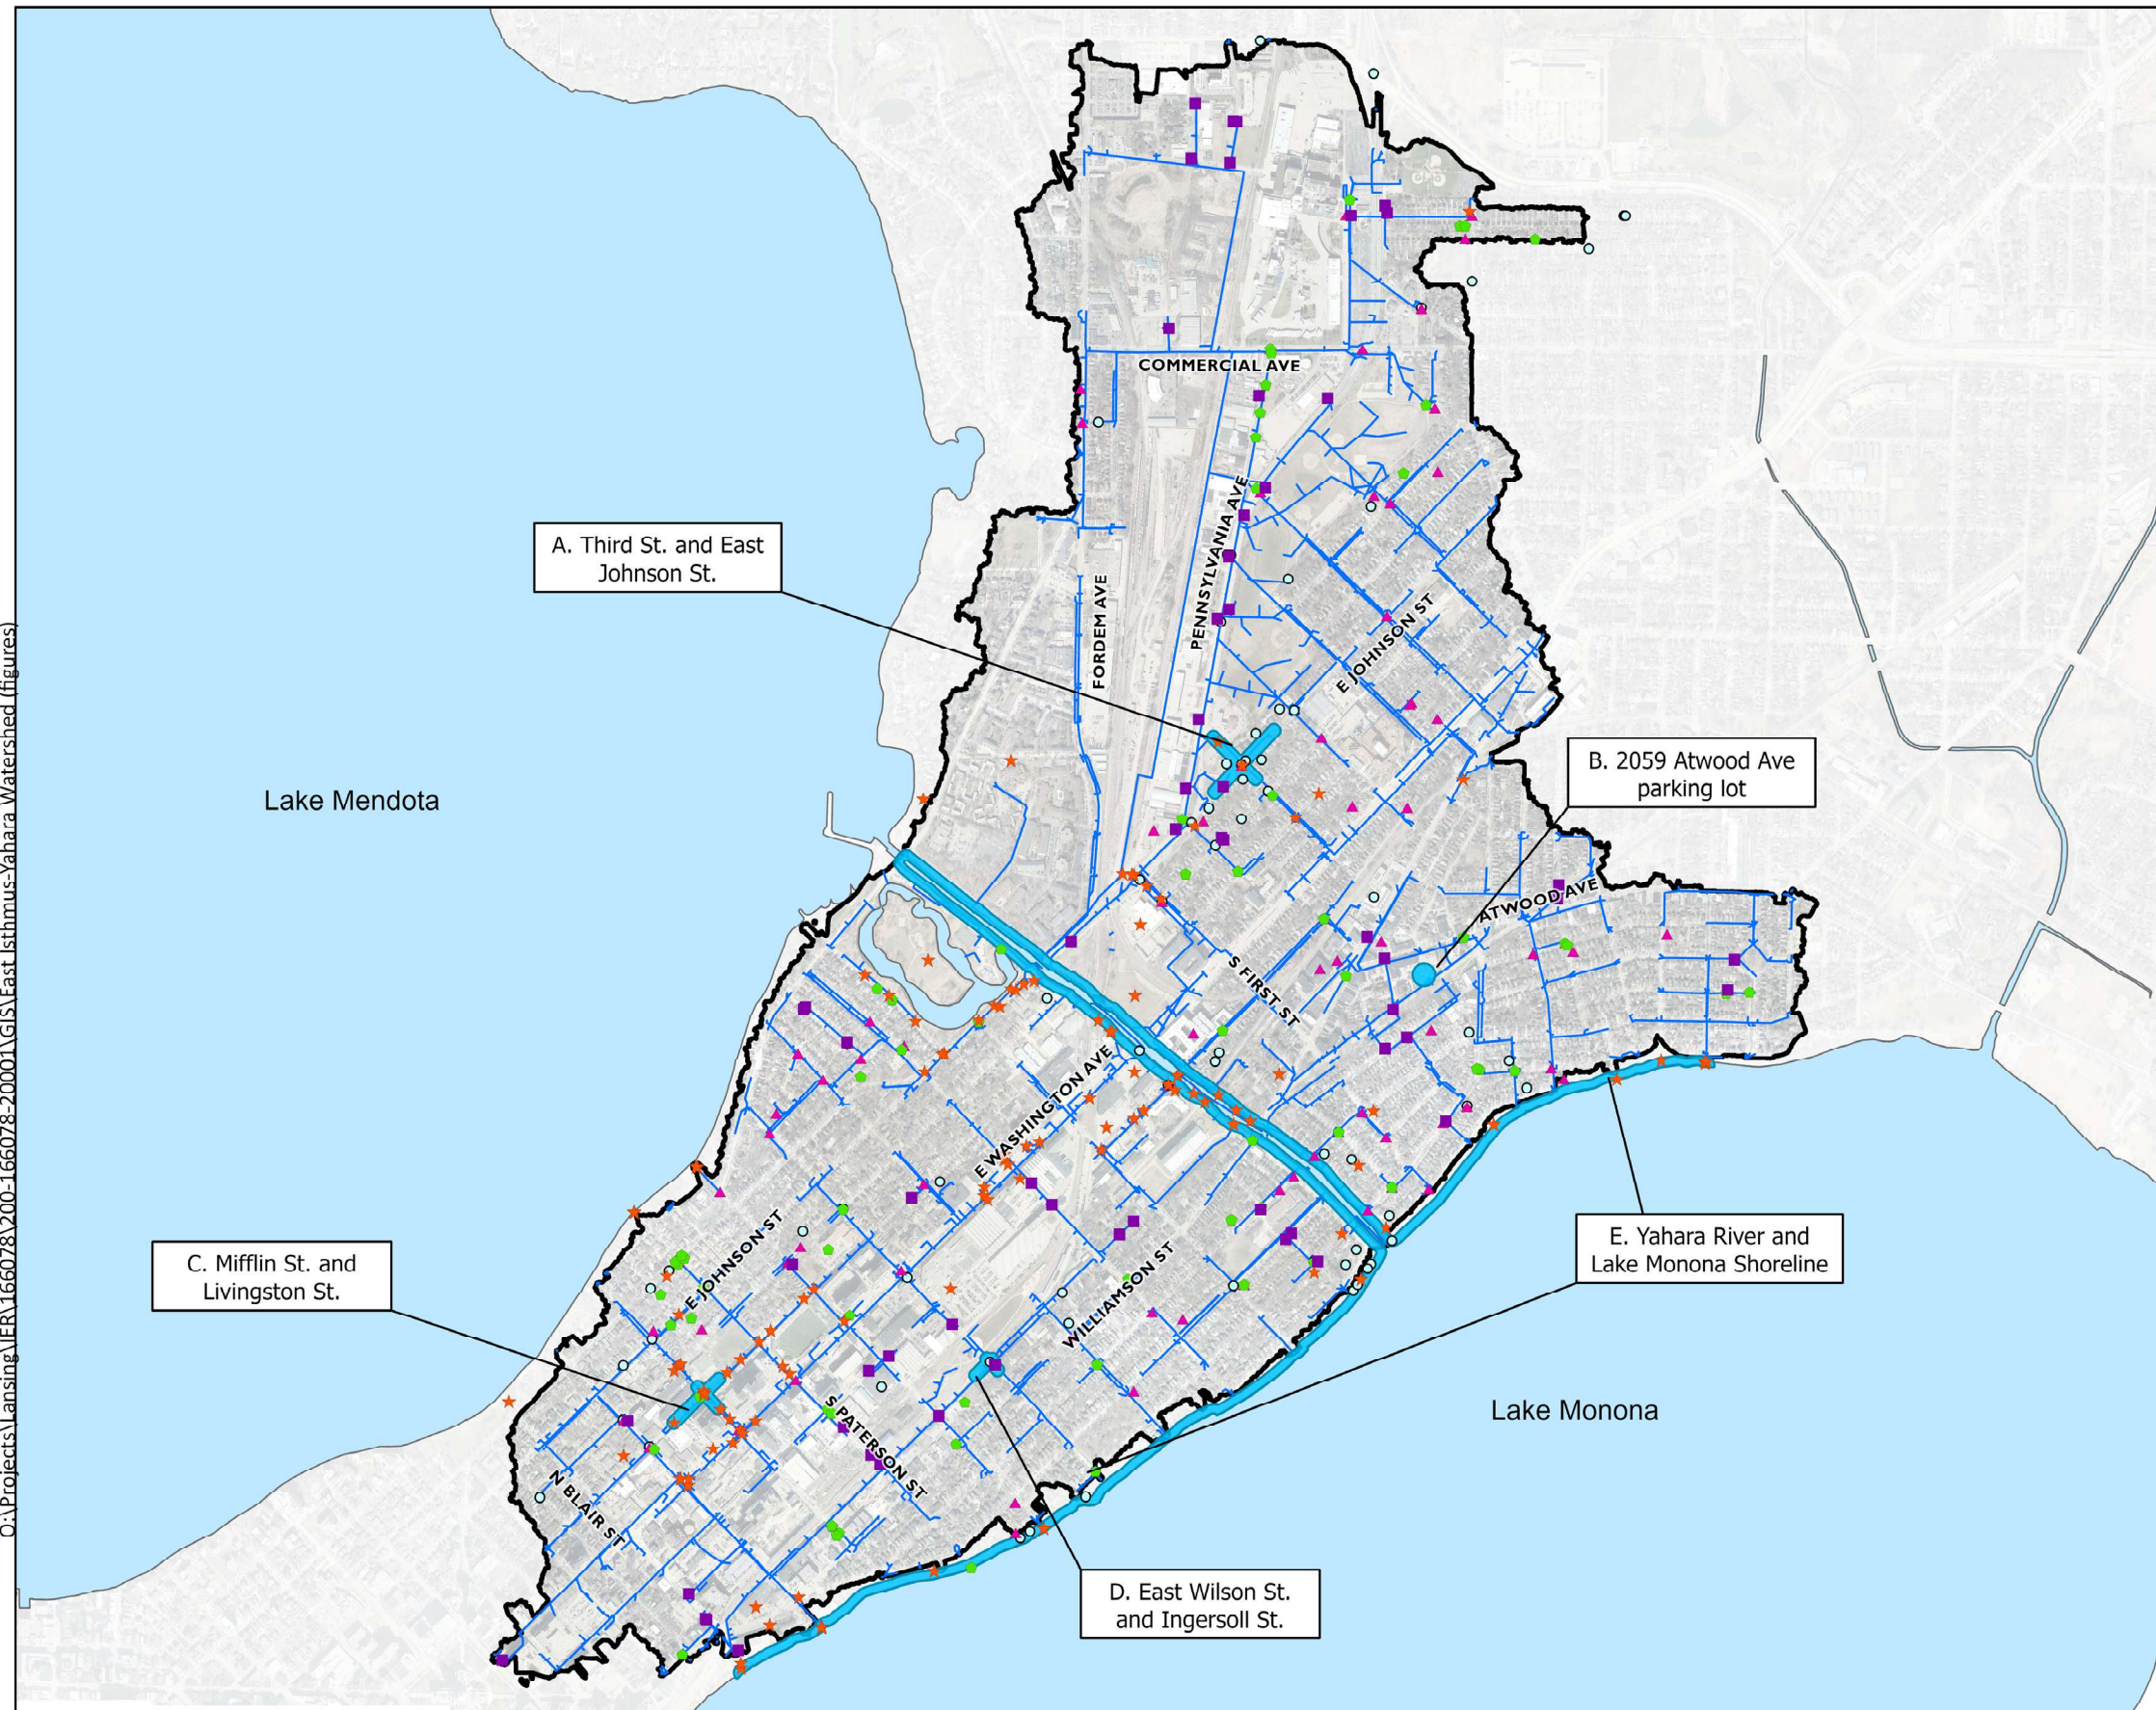 O:\Projects\Lansing\IER\166078\200-166078-20001\GIS\East Isthmus-Yahara Watershed (figures)
COMMERCIAL AVE
A. Third St. and East
Johnson St.
PENNSYLVANIA AVE
FORDEM AVE
E JOHNSON ST
B. 2059 Atwood Ave
parking lot
Lake Mendota
ATWOOD AVE
S FIRST ST
E WASHINGTON AVE
E. Yahara River and
Lake Monona Shoreline
C. Mifflin St. and
Livingston St.
E JOHNSON ST
WILLIAMSON ST
S PATERSON ST
Lake Monona
N BLAIR ST
D. East Wilson St.
and Ingersoll St.